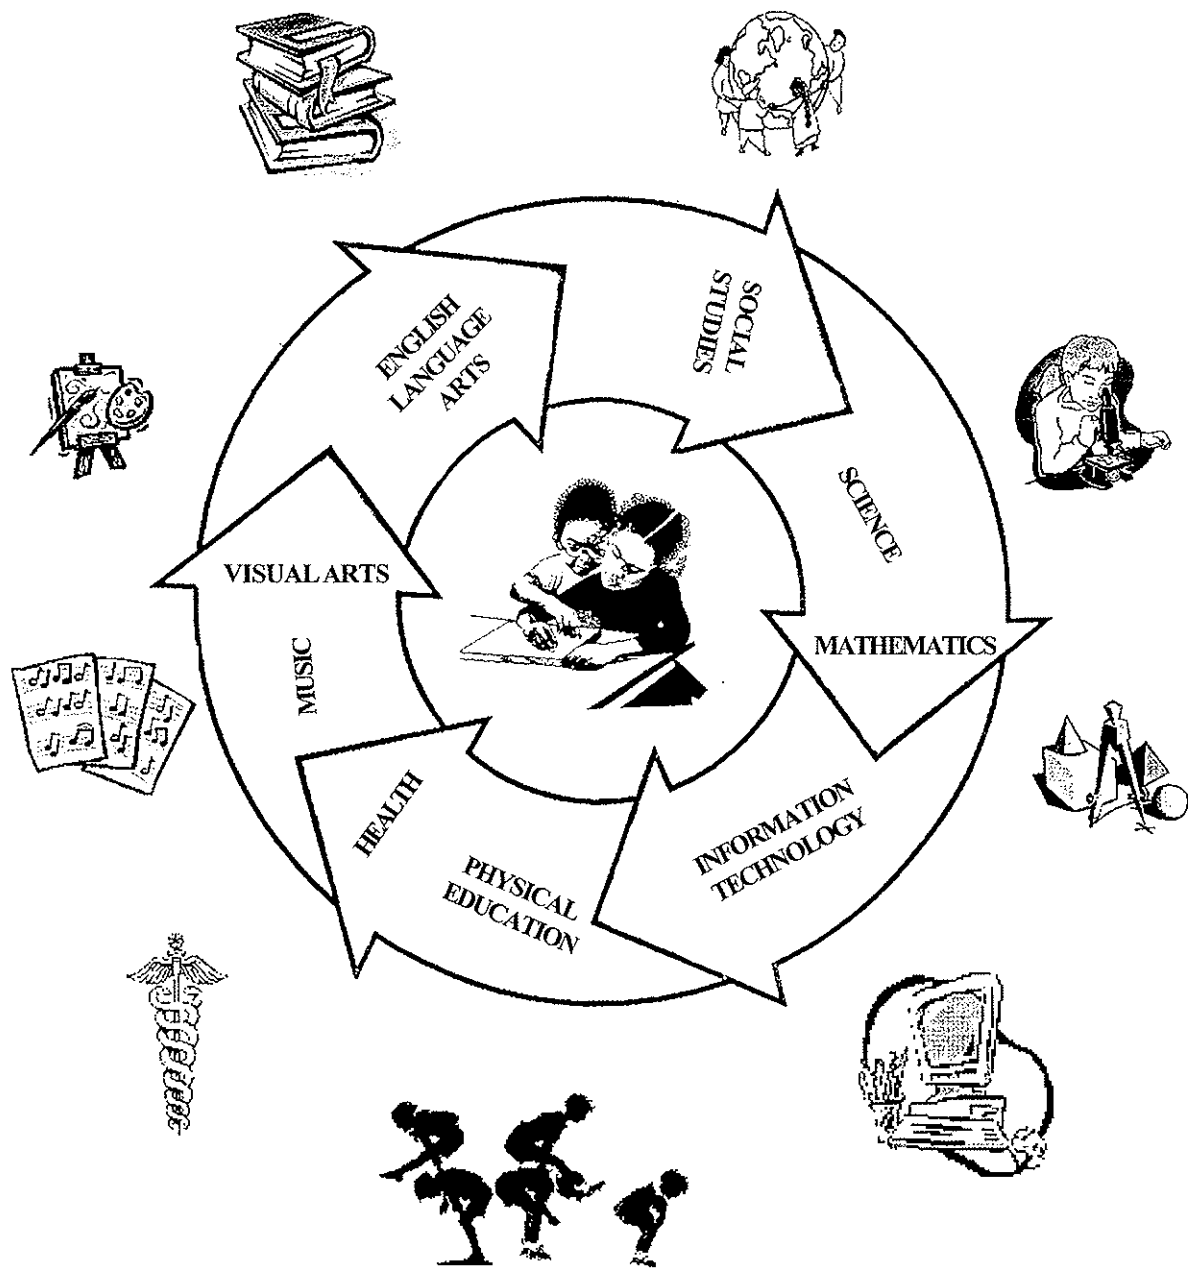 ENGLISH
LANGUAGE
ARTS
SOCIAL
STUDIES
SCIENCE
MATHEMATICS
INFORMATION
TECHNOLOGY
PHYSICAL
EDUCATION
HEALTH
MUSIC
VISUAL ARTS